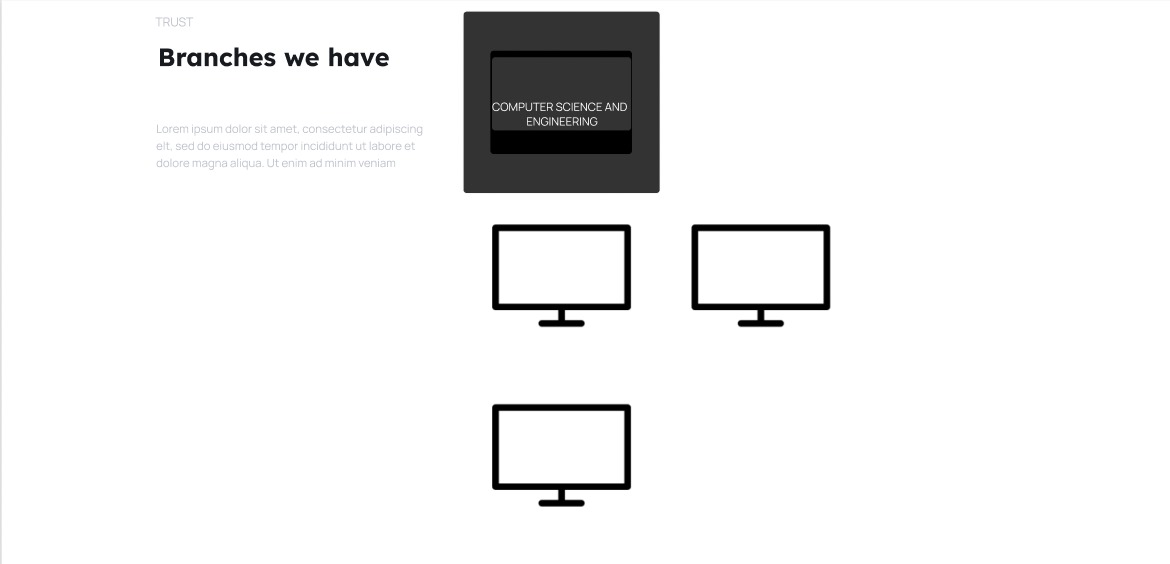 TRUST
Branches we have
Lorem ipsum dolor sit amet, consectetur adipiscing
elt, sed do eiusmod tempor incididunt ut labore et
dolore magna aliqua. Ut enim ad minim veniam
COMPUTER SCIENCE AND
ENGINEERING